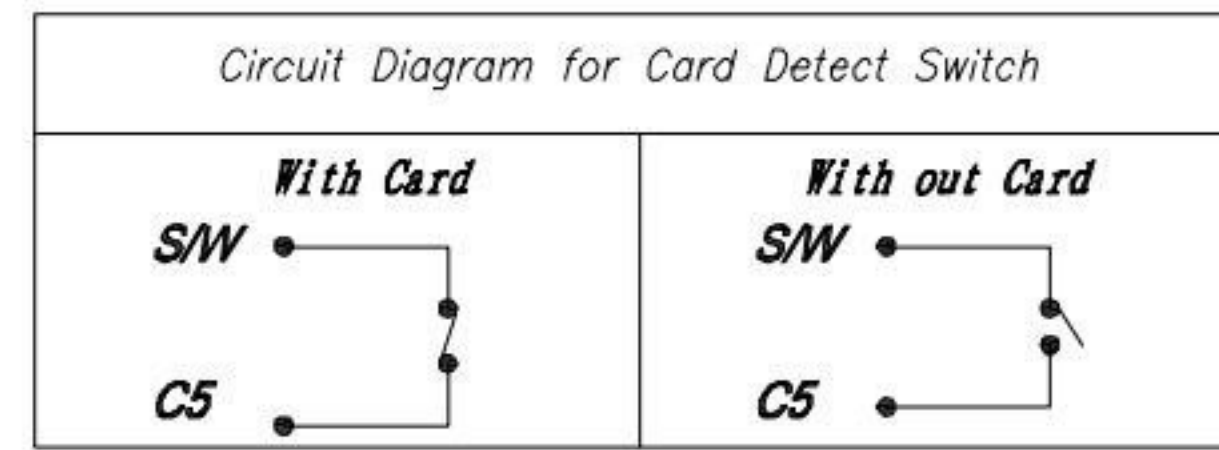 Circuit Diagram for Card Detect Switch
With Card
S/W
C5
With out Card
S/W
C5